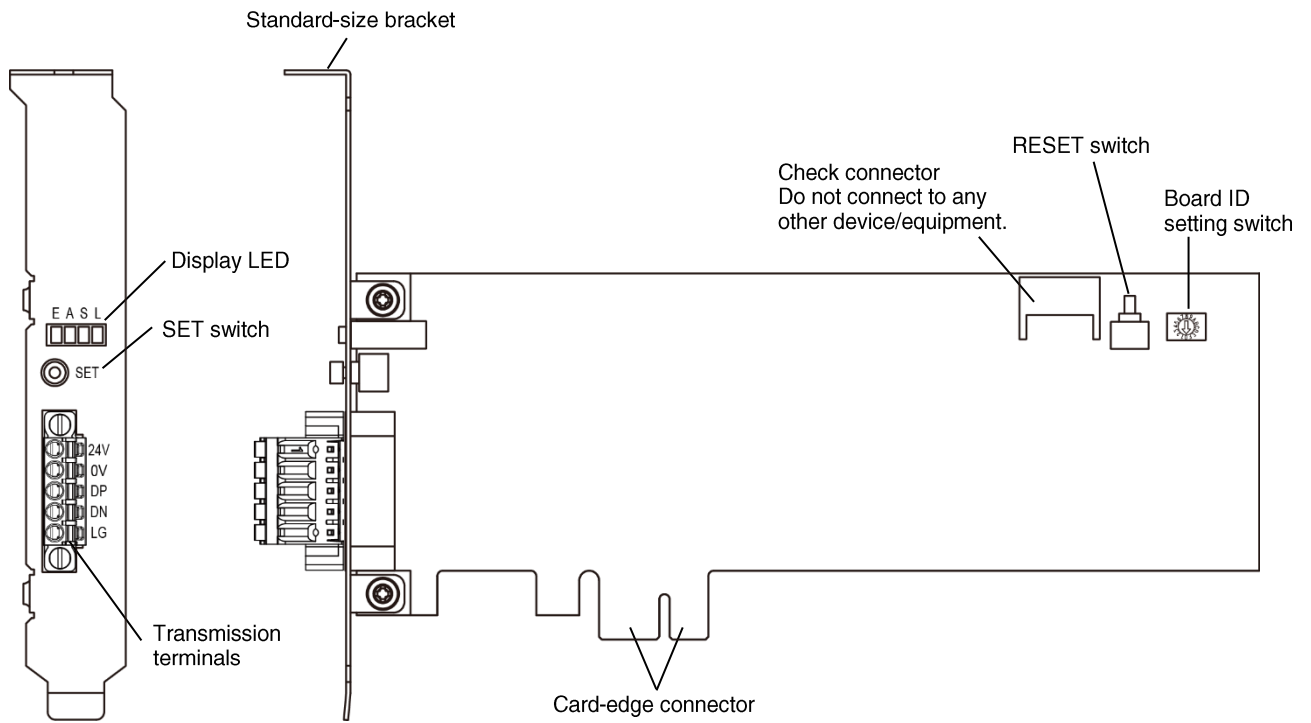 Standard-size bracket
RESET switch
Check connector
Do not connect to any
other device/equipment.
Board ID
setting switch
Display LED
E A S L
SET switch
SET
24V
0V
DP
DN
LG
Transmission
terminals
Card-edge connector